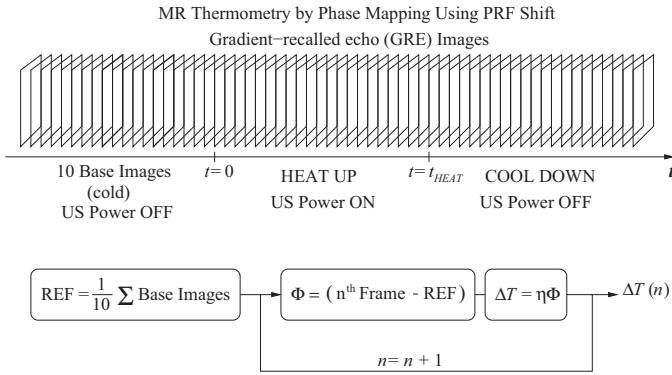 MR Thermometry by Phase Mapping Using PRF Shift
Gradient−recalled echo (GRE) Images
t= 0
t= t_HEAT
t
10 Base Images
(cold)
US Power OFF
HEAT UP
US Power ON
COOL DOWN
US Power OFF
REF = 1/10 ∑ Base Images
Φ = ( nth Frame - REF )
ΔT = ηΦ
ΔT (n)
n= n + 1